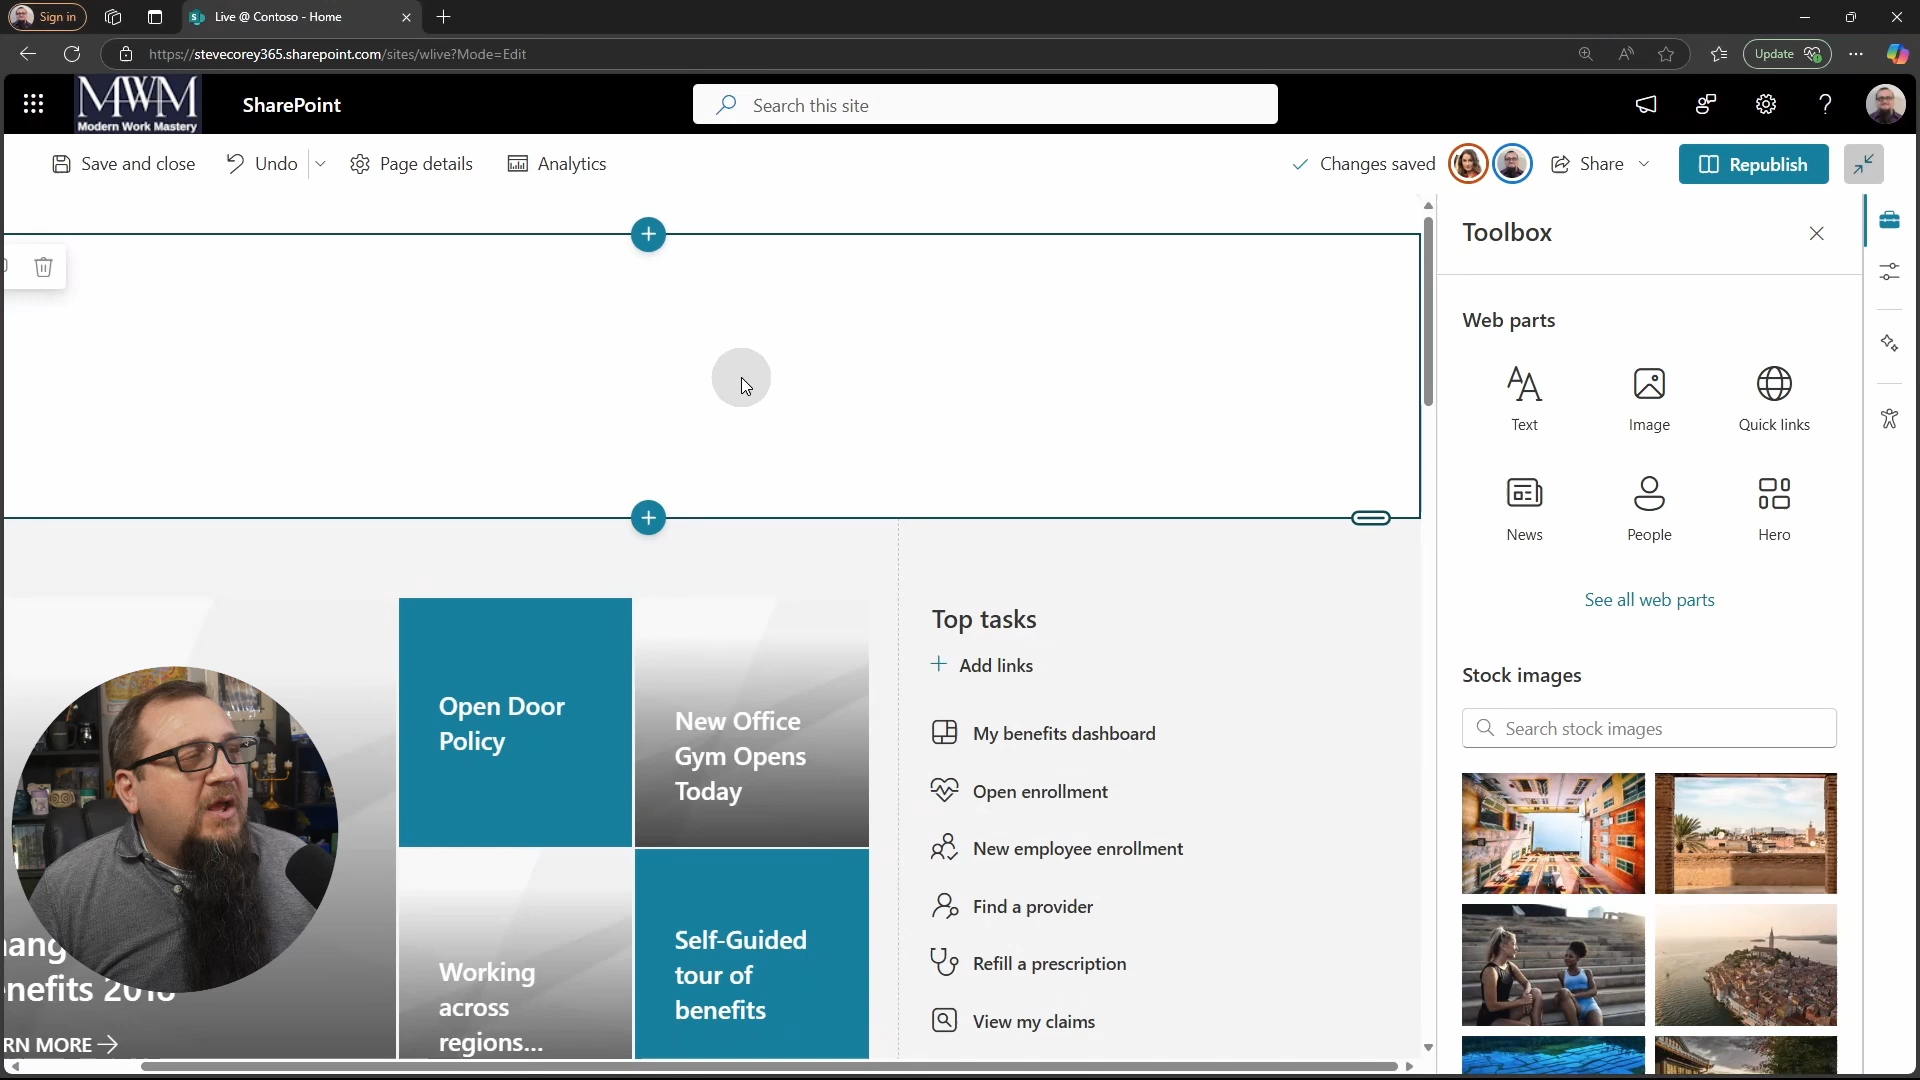 Sign in
Live @ Contoso - Home
https://stevecorey365.sharepoint.com/sites/wlive?Mode=Edit
Update
MWM
Modern Work Mastery
SharePoint
Search this site
Save and close
Undo
Page details
Analytics
Changes saved
Share
Republish
Toolbox
Web parts
Text
Image
Quick links
News
People
Hero
See all web parts
Stock images
Search stock images
Open Door
Policy
New Office
Gym Opens
Today
Working
across
regions...
Self-Guided
tour of
benefits
RN MORE
Top tasks
Add links
My benefits dashboard
Open enrollment
New employee enrollment
Find a provider
Refill a prescription
View my claims